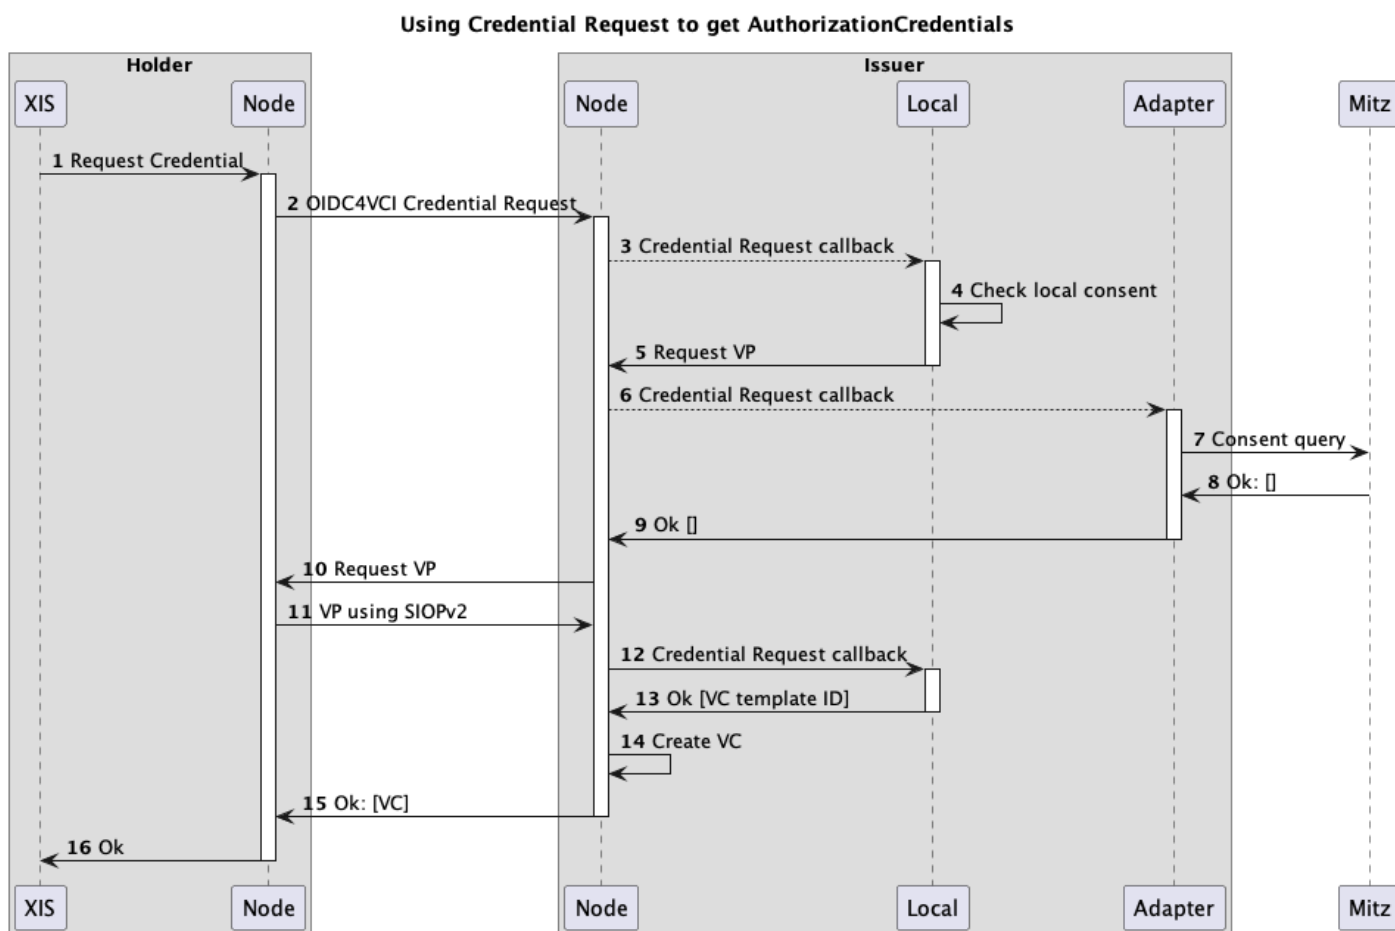 Using Credential Request to get AuthorizationCredentials
Holder
Issuer
XIS
Node
Node
Local
Adapter
Mitz
1 Request Credential
2 OIDC4VCI Credential Request
3 Credential Request callback
4 Check local consent
5 Request VP
6 Credential Request callback
7 Consent query
8 Ok: []
9 Ok []
10 Request VP
11 VP using SIOPv2
12 Credential Request callback
13 Ok [VC template ID]
14 Create VC
15 Ok: [VC]
16 Ok
XIS
Node
Node
Local
Adapter
Mitz